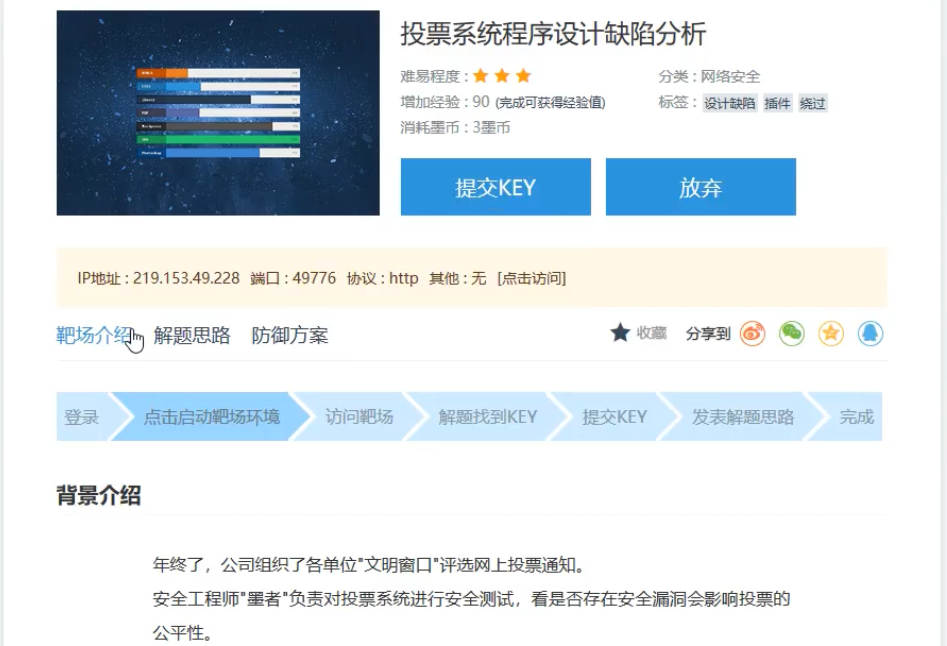 投票系统程序设计缺陷分析
难易程度：
分类：网络安全
增加经验：90 (完成可获得经验值)
标签：设计缺陷 插件 绕过
消耗墨币：3墨币
提交KEY
放弃
IP地址 : 219.153.49.228 端口 : 49776 协议 : http 其他 : 无 [点击访问]
靶场介绍 解题思路 防御方案
收藏 分享到
登录 点击启动靶场环境 访问靶场 解题找到KEY 提交KEY 发表解题思路 完成
背景介绍
年终了，公司组织了各单位"文明窗口"评选网上投票通知。
安全工程师"墨者"负责对投票系统进行安全测试，看是否存在安全漏洞会影响投票的
公平性。